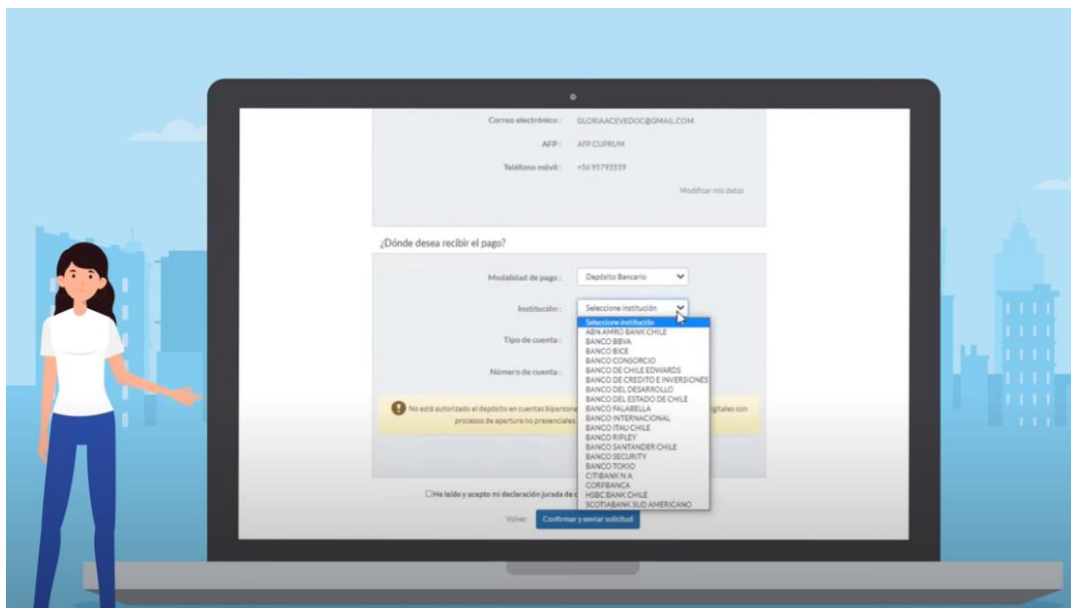 Correo electrónico : GLORIAACEVEDOC@GMAIL.COM
AFP : AFP CUPRUM
Teléfono móvil : +56 95795559
Modificar mis datos
¿Dónde desea recibir el pago?
Modalidad de pago : Depósito Bancario
Institución : Seleccione institución
Seleccione institución
ABN AMRO BANK CHILE
BANCO BBVA
BANCO BICE
Tipo de cuenta :
BANCO CONSORCIO
BANCO DE CHILE EDWARDS
Número de cuenta :
BANCO DE CREDITO E INVERSIONES
BANCO DEL DESARROLLO
BANCO DEL ESTADO DE CHILE
No está autorizado el depósito en cuentas bipersona
BANCO FALABELLA
gitales con
BANCO INTERNACIONAL
procesos de apertura no presenciales,
BANCO ITAU CHILE
BANCO RIPLEY
BANCO SANTANDER CHILE
BANCO SECURITY
BANCO TOKIO
CITIBANK N A
CORPBANCA
He leído y acepto mi declaración jurada de
HSBC BANK CHILE
SCOTIABANK SUD AMERICANO
Volver Confirmar y enviar solicitud